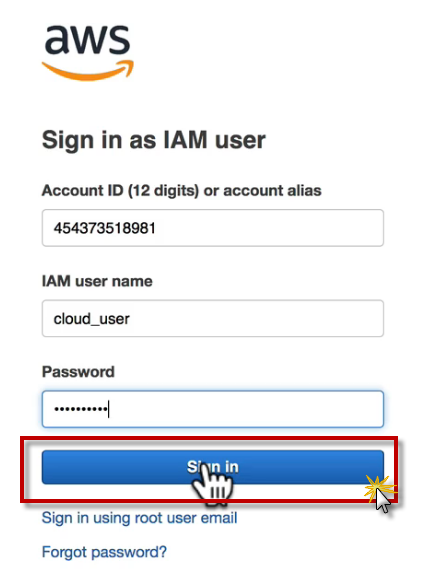 aws
Sign in as IAM user
Account ID (12 digits) or account alias
454373518981
IAM user name
cloud_user
Password
••••••••••
Sign in
Sign in using root user email
Forgot password?